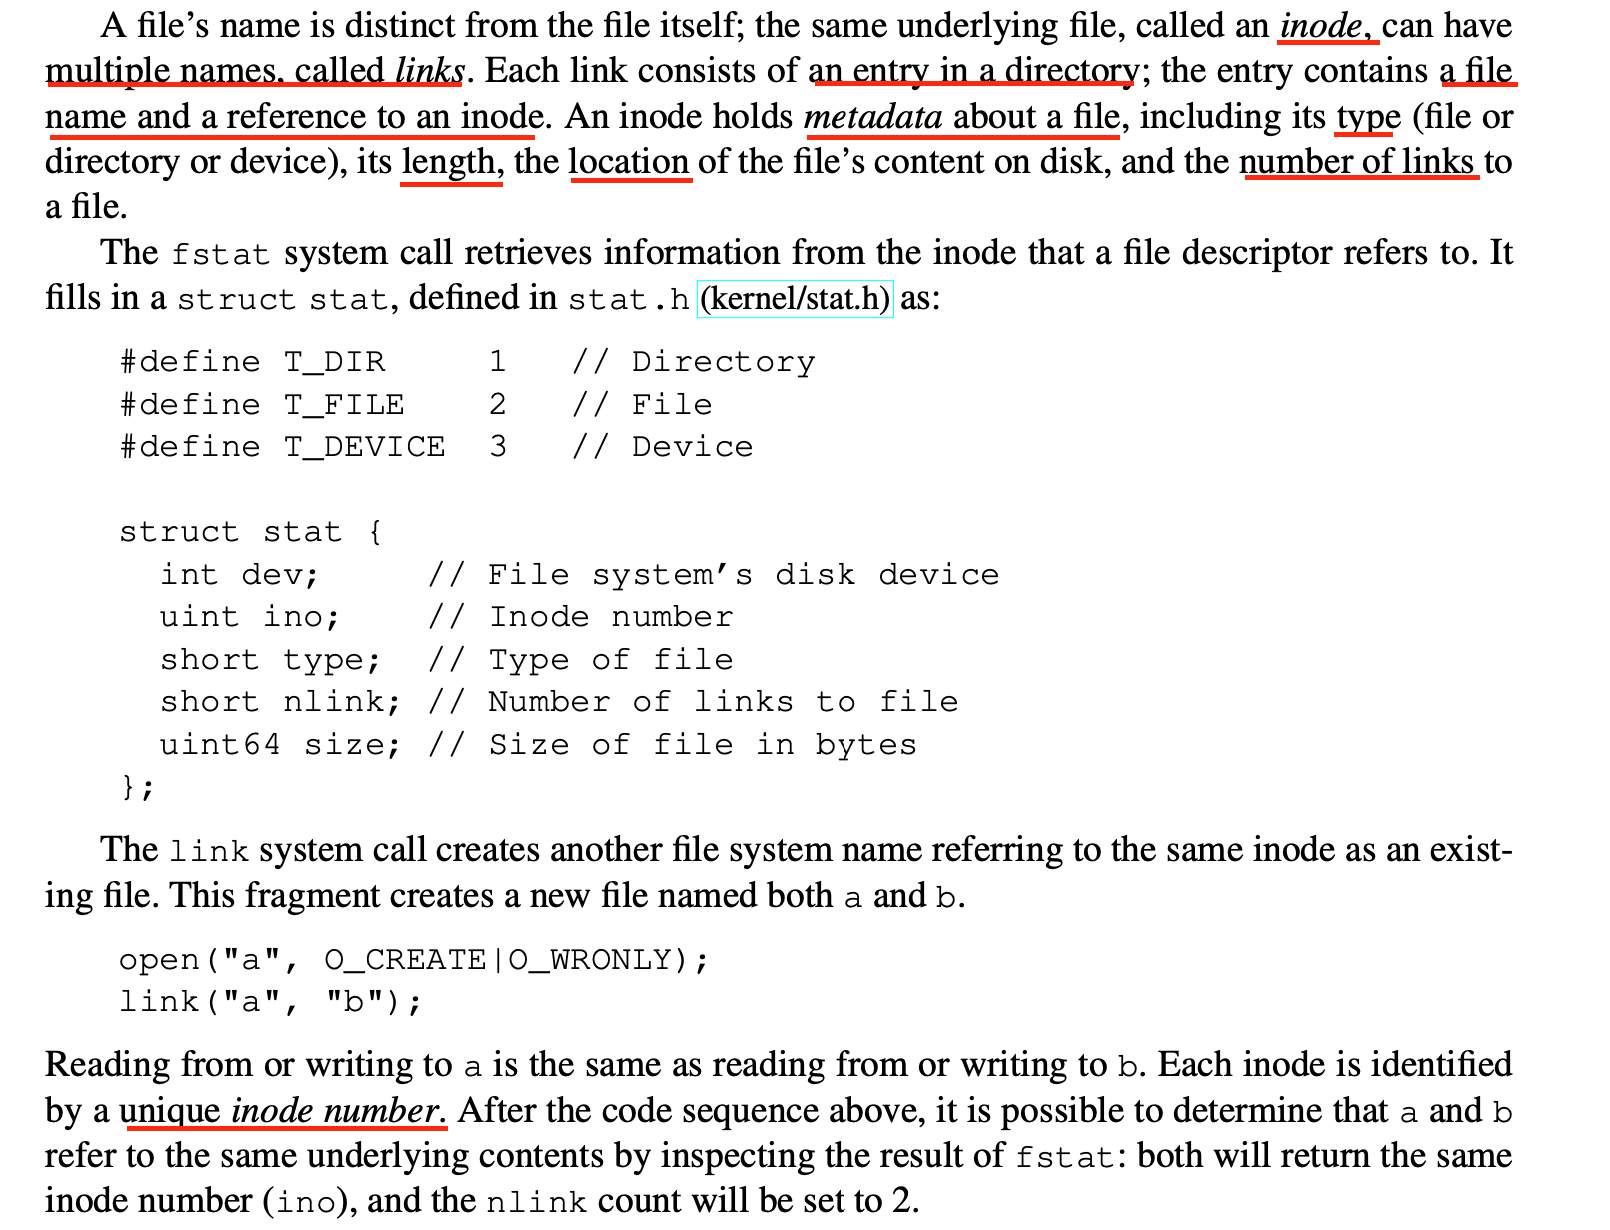 A file’s name is distinct from the file itself; the same underlying file, called an inode, can have
multiple names, called links. Each link consists of an entry in a directory; the entry contains a file
name and a reference to an inode. An inode holds metadata about a file, including its type (file or
directory or device), its length, the location of the file’s content on disk, and the number of links to
a file.
The fstat system call retrieves information from the inode that a file descriptor refers to. It
fills in a struct stat, defined in stat.h (kernel/stat.h) as:
#define T_DIR     1   // Directory
#define T_FILE    2   // File
#define T_DEVICE  3   // Device
struct stat {
  int dev;     // File system’s disk device
  uint ino;    // Inode number
  short type;  // Type of file
  short nlink; // Number of links to file
  uint64 size; // Size of file in bytes
};
The link system call creates another file system name referring to the same inode as an exist-
ing file. This fragment creates a new file named both a and b.
open("a", O_CREATE|O_WRONLY);
link("a", "b");
Reading from or writing to a is the same as reading from or writing to b. Each inode is identified
by a unique inode number. After the code sequence above, it is possible to determine that a and b
refer to the same underlying contents by inspecting the result of fstat: both will return the same
inode number (ino), and the nlink count will be set to 2.